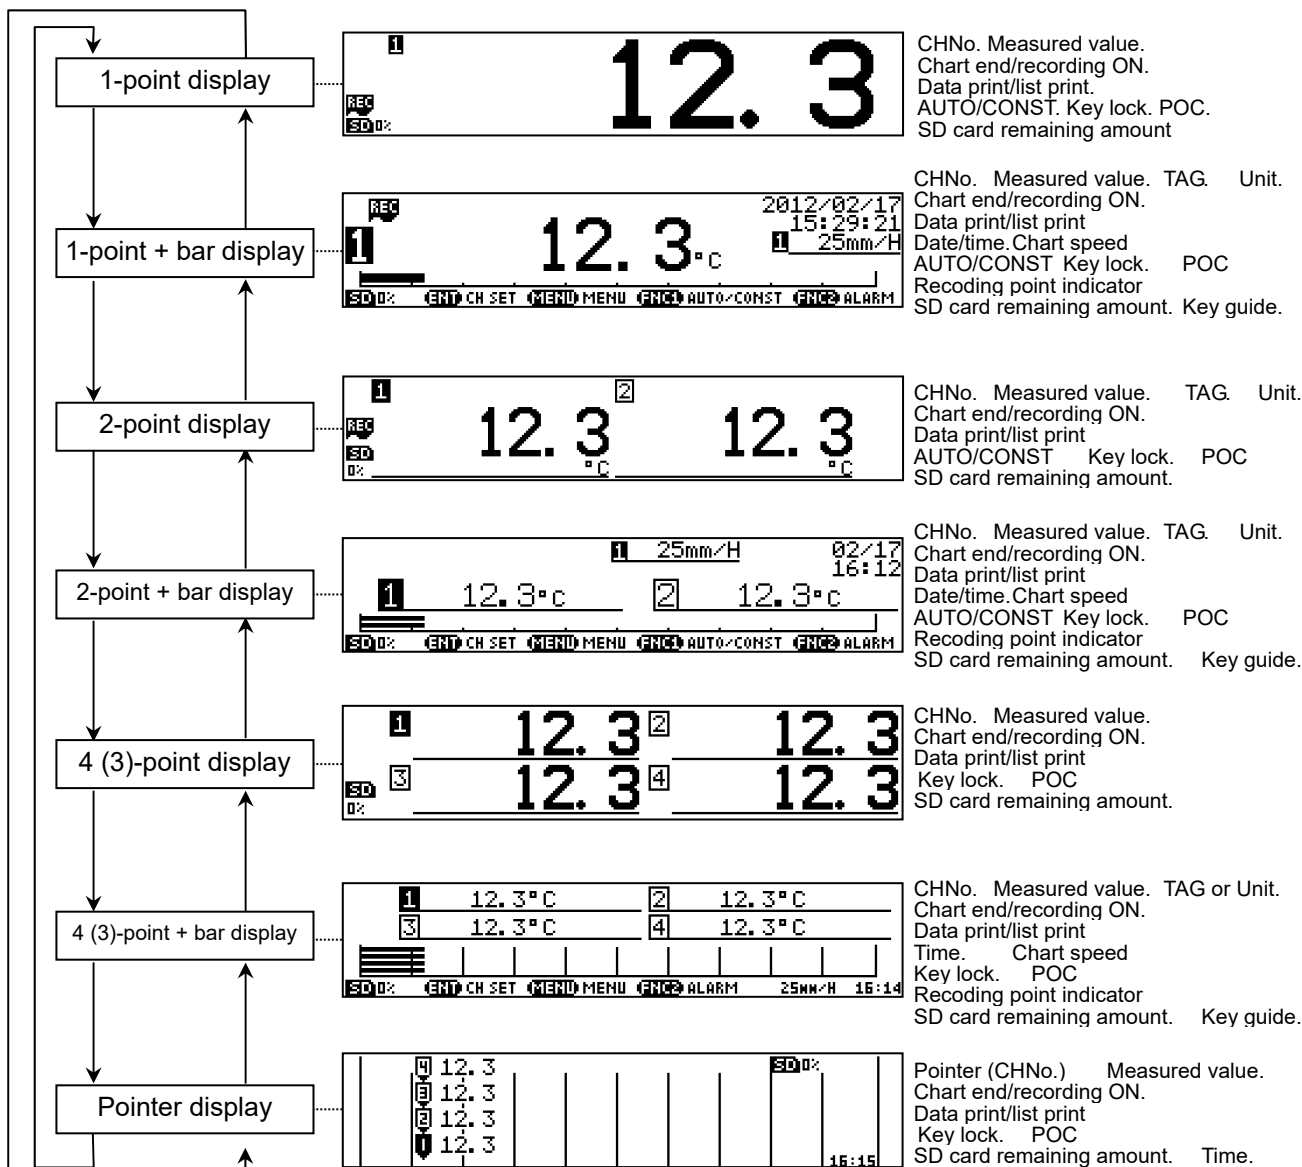 1-point display
1
12. 3
REC
SD 0%
CHNo. Measured value.
Chart end/recording ON.
Data print/list print.
AUTO/CONST. Key lock. POC.
SD card remaining amount
1-point + bar display
REC
1
12. 3 °C
2012/02/17
15:29:21
1 25mm/H
SD 0% ENT CH SET MENU MENU FNC1 AUTO/CONST FNC2 ALARM
CHNo. Measured value. TAG. Unit.
Chart end/recording ON.
Data print/list print
Date/time.Chart speed
AUTO/CONST Key lock. POC
Recoding point indicator
SD card remaining amount. Key guide.
2-point display
1 2
REC
12. 3 12. 3
SD
0% °C °C
CHNo. Measured value. TAG. Unit.
Chart end/recording ON.
Data print/list print
AUTO/CONST Key lock. POC
SD card remaining amount.
2-point + bar display
1 25mm/H 02/17
16:12
1 12. 3°C 2 12. 3°C
SD 0% ENT CH SET MENU MENU FNC1 AUTO/CONST FNC2 ALARM
CHNo. Measured value. TAG. Unit.
Chart end/recording ON.
Data print/list print
Date/time.Chart speed
AUTO/CONST Key lock. POC
Recoding point indicator
SD card remaining amount. Key guide.
4 (3)-point display
1 12. 3 2 12. 3
3 12. 3 4 12. 3
SD
0%
CHNo. Measured value.
Chart end/recording ON.
Data print/list print
Key lock. POC
SD card remaining amount.
4 (3)-point + bar display
1 12. 3°C 2 12. 3°C
3 12. 3°C 4 12. 3°C
SD 0% ENT CH SET MENU MENU FNC2 ALARM 25mm/H 16:14
CHNo. Measured value. TAG or Unit.
Chart end/recording ON.
Data print/list print
Time. Chart speed
Key lock. POC
Recoding point indicator
SD card remaining amount. Key guide.
Pointer display
4 12. 3 SD 0%
3 12. 3
2 12. 3
1 12. 3
16:15
Pointer (CHNo.) Measured value.
Chart end/recording ON.
Data print/list print
Key lock. POC
SD card remaining amount. Time.